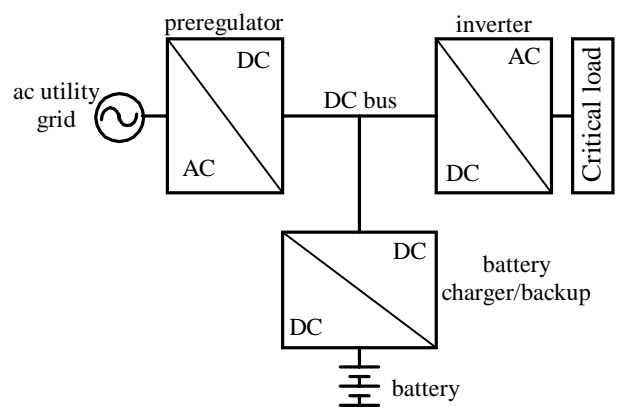 preregulator
inverter
DC
AC
ac utility
grid
DC bus
Critical load
AC
DC
DC
battery
charger/backup
DC
battery